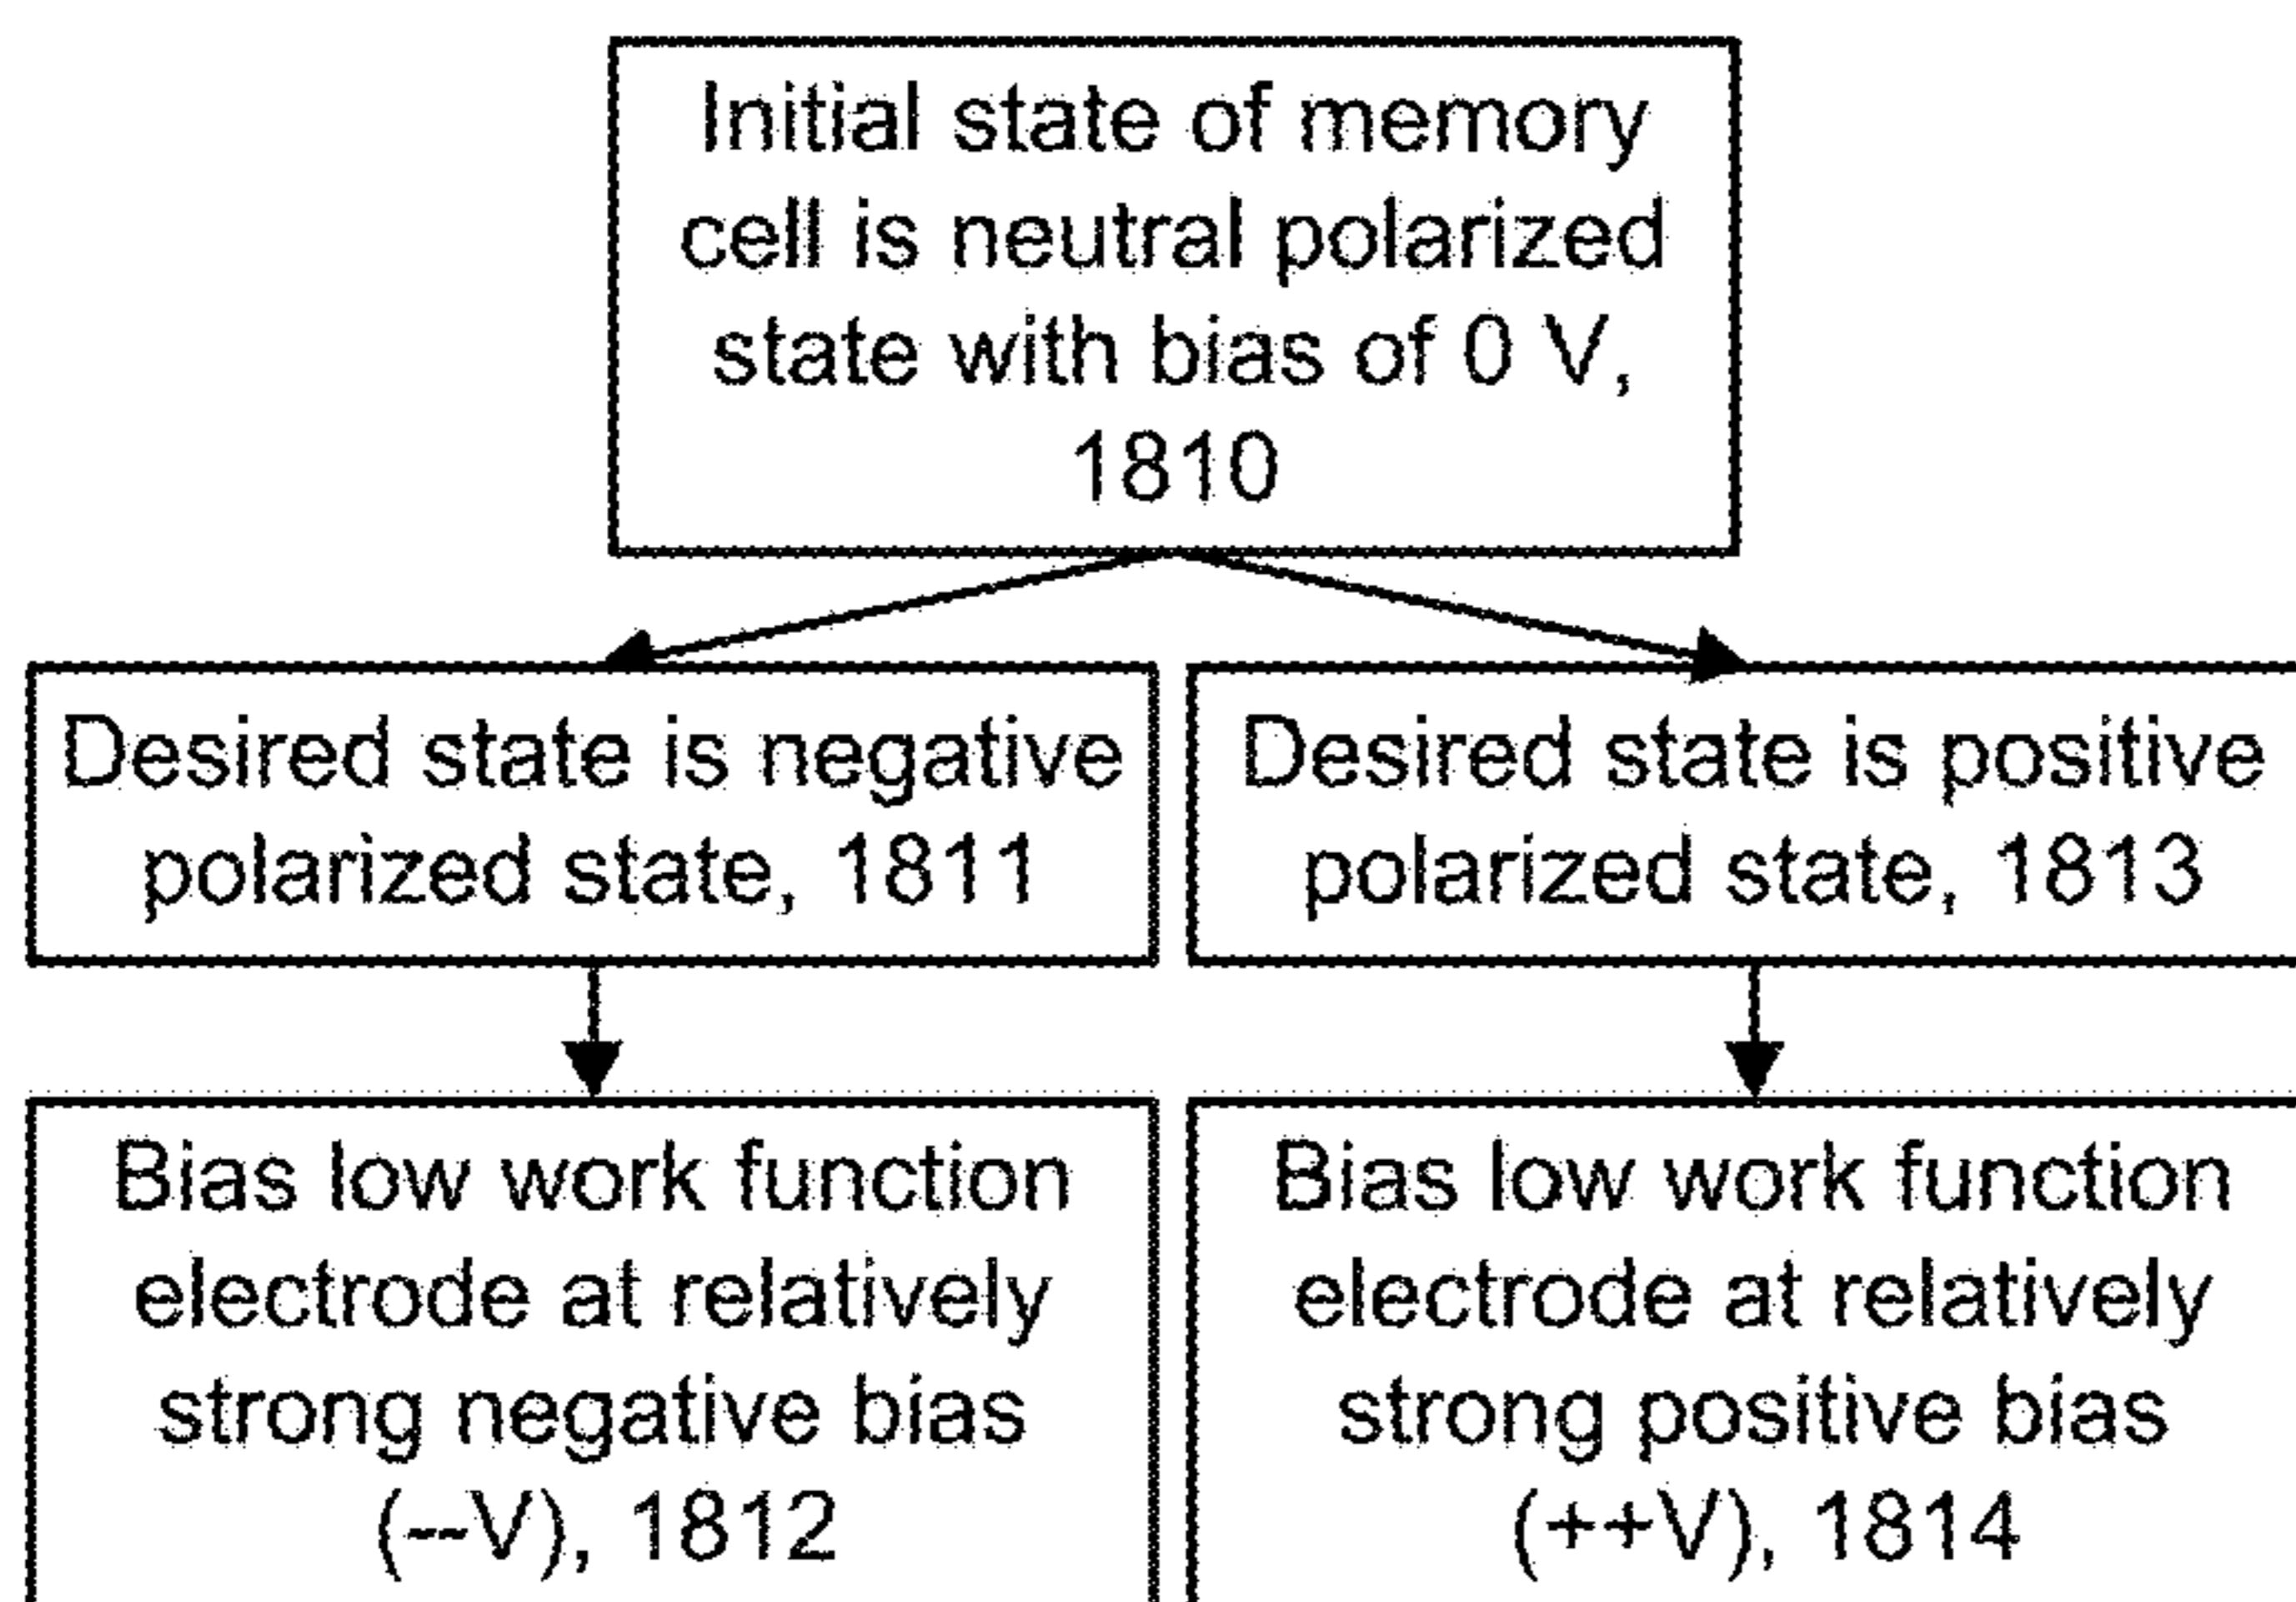 Initial state of memory
cell is neutral polarized
state with bias of 0 V,
1810
Desired state is negative
polarized state, 1811
Desired state is positive
polarized state, 1813
Bias low work function
electrode at relatively
strong negative bias
(--V), 1812
Bias low work function
electrode at relatively
strong positive bias
(++V), 1814